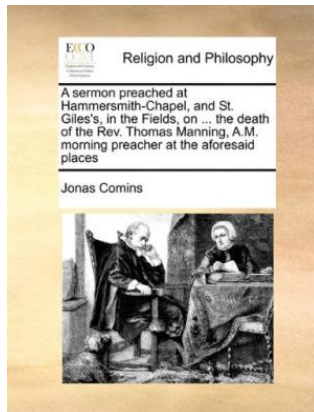 ECCO
Religion and Philosophy
A sermon preached at
Hammersmith-Chapel, and St.
Giles's, in the Fields, on ... the death
of the Rev. Thomas Manning, A.M.
morning preacher at the aforesaid
places
Jonas Comins